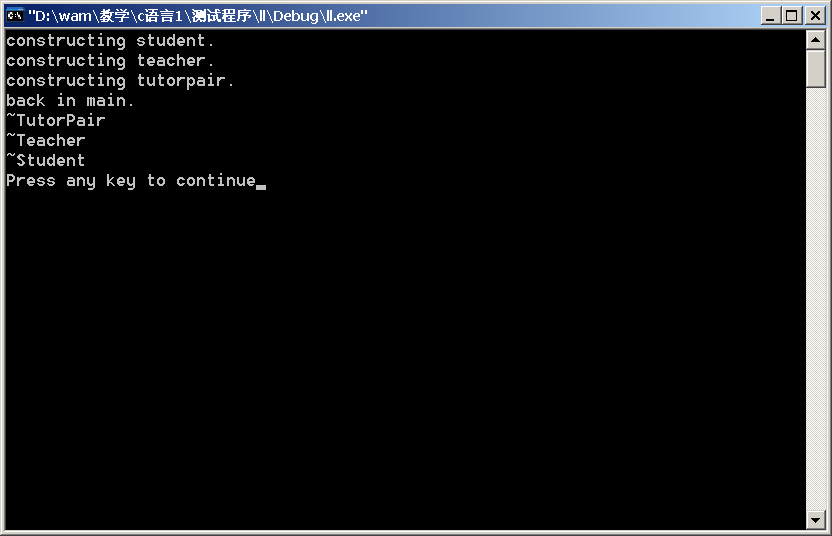 "D:\wam\教学\c语言1\测试程序\ll\Debug\ll.exe"
constructing student.
constructing teacher.
constructing tutorpair.
back in main.
~TutorPair
~Teacher
~Student
Press any key to continue